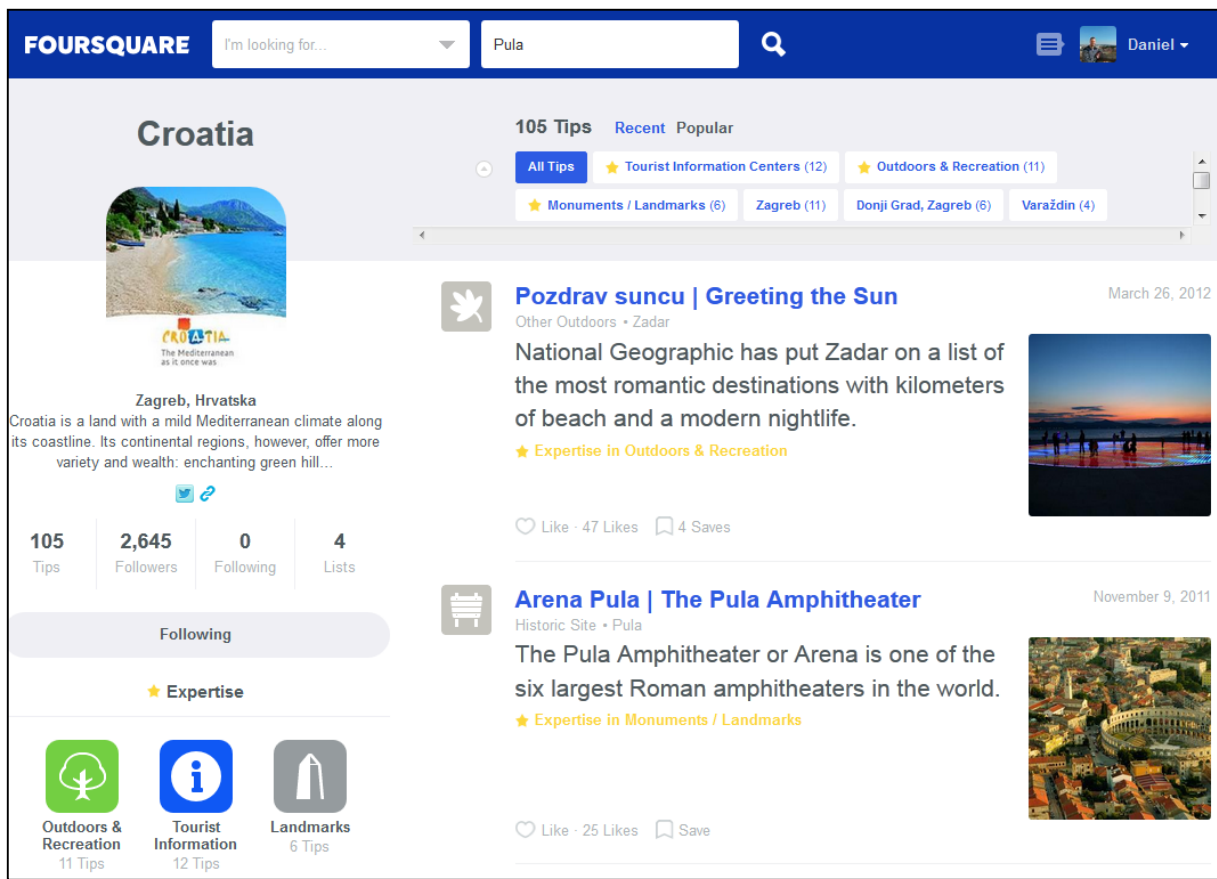 FOURSQUARE
I'm looking for...
Pula
Daniel
Croatia
CROATIA
The Mediterranean
as it once was
Zagreb, Hrvatska
Croatia is a land with a mild Mediterranean climate along
its coastline. Its continental regions, however, offer more
variety and wealth: enchanting green hill...
105
Tips
2,645
Followers
0
Following
4
Lists
Following
Expertise
Outdoors &
Recreation
11 Tips
Tourist
Information
12 Tips
Landmarks
6 Tips
105 Tips Recent Popular
All Tips Tourist Information Centers (12) Outdoors & Recreation (11)
Monuments / Landmarks (6) Zagreb (11) Donji Grad, Zagreb (6) Varaždin (4)
Pozdrav suncu | Greeting the Sun
March 26, 2012
Other Outdoors • Zadar
National Geographic has put Zadar on a list of
the most romantic destinations with kilometers
of beach and a modern nightlife.
Expertise in Outdoors & Recreation
Like · 47 Likes 4 Saves
Arena Pula | The Pula Amphitheater
November 9, 2011
Historic Site • Pula
The Pula Amphitheater or Arena is one of the
six largest Roman amphitheaters in the world.
Expertise in Monuments / Landmarks
Like · 25 Likes Save